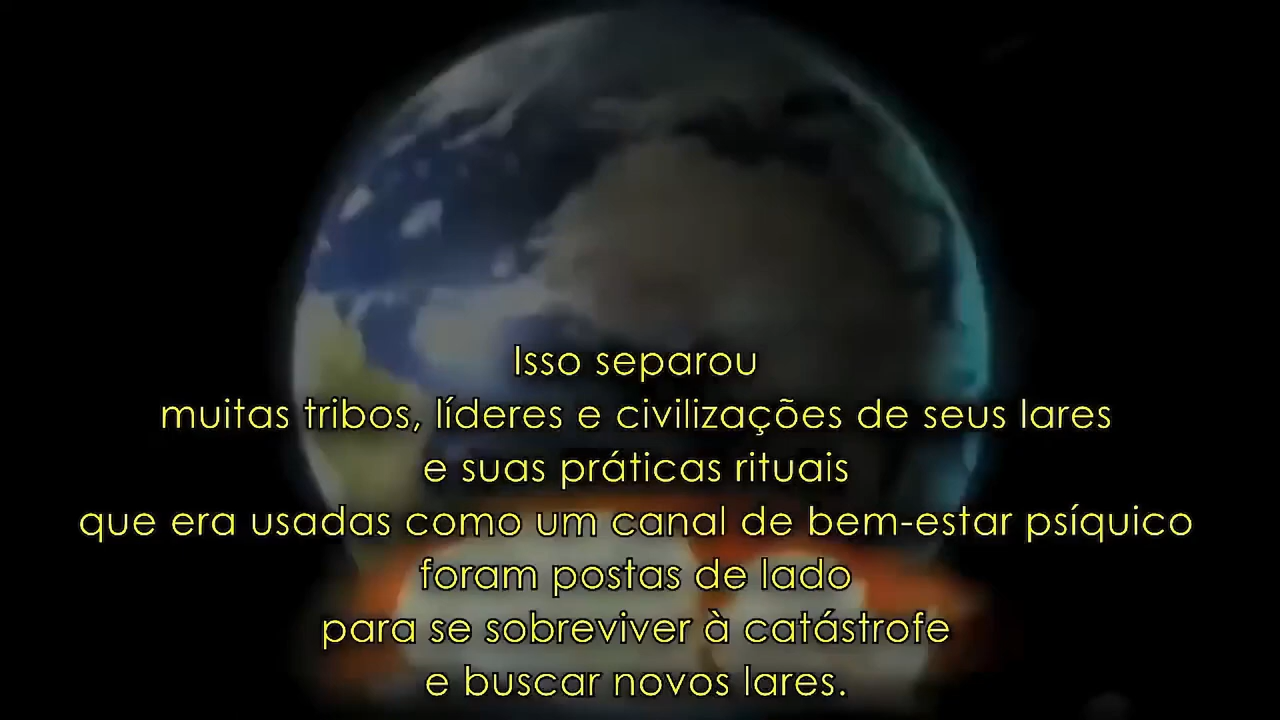 Isso separou
muitas tribos, líderes e civilizações de seus lares
e suas práticas rituais
que era usadas como um canal de bem-estar psíquico
foram postas de lado
para se sobreviver à catástrofe
e buscar novos lares.